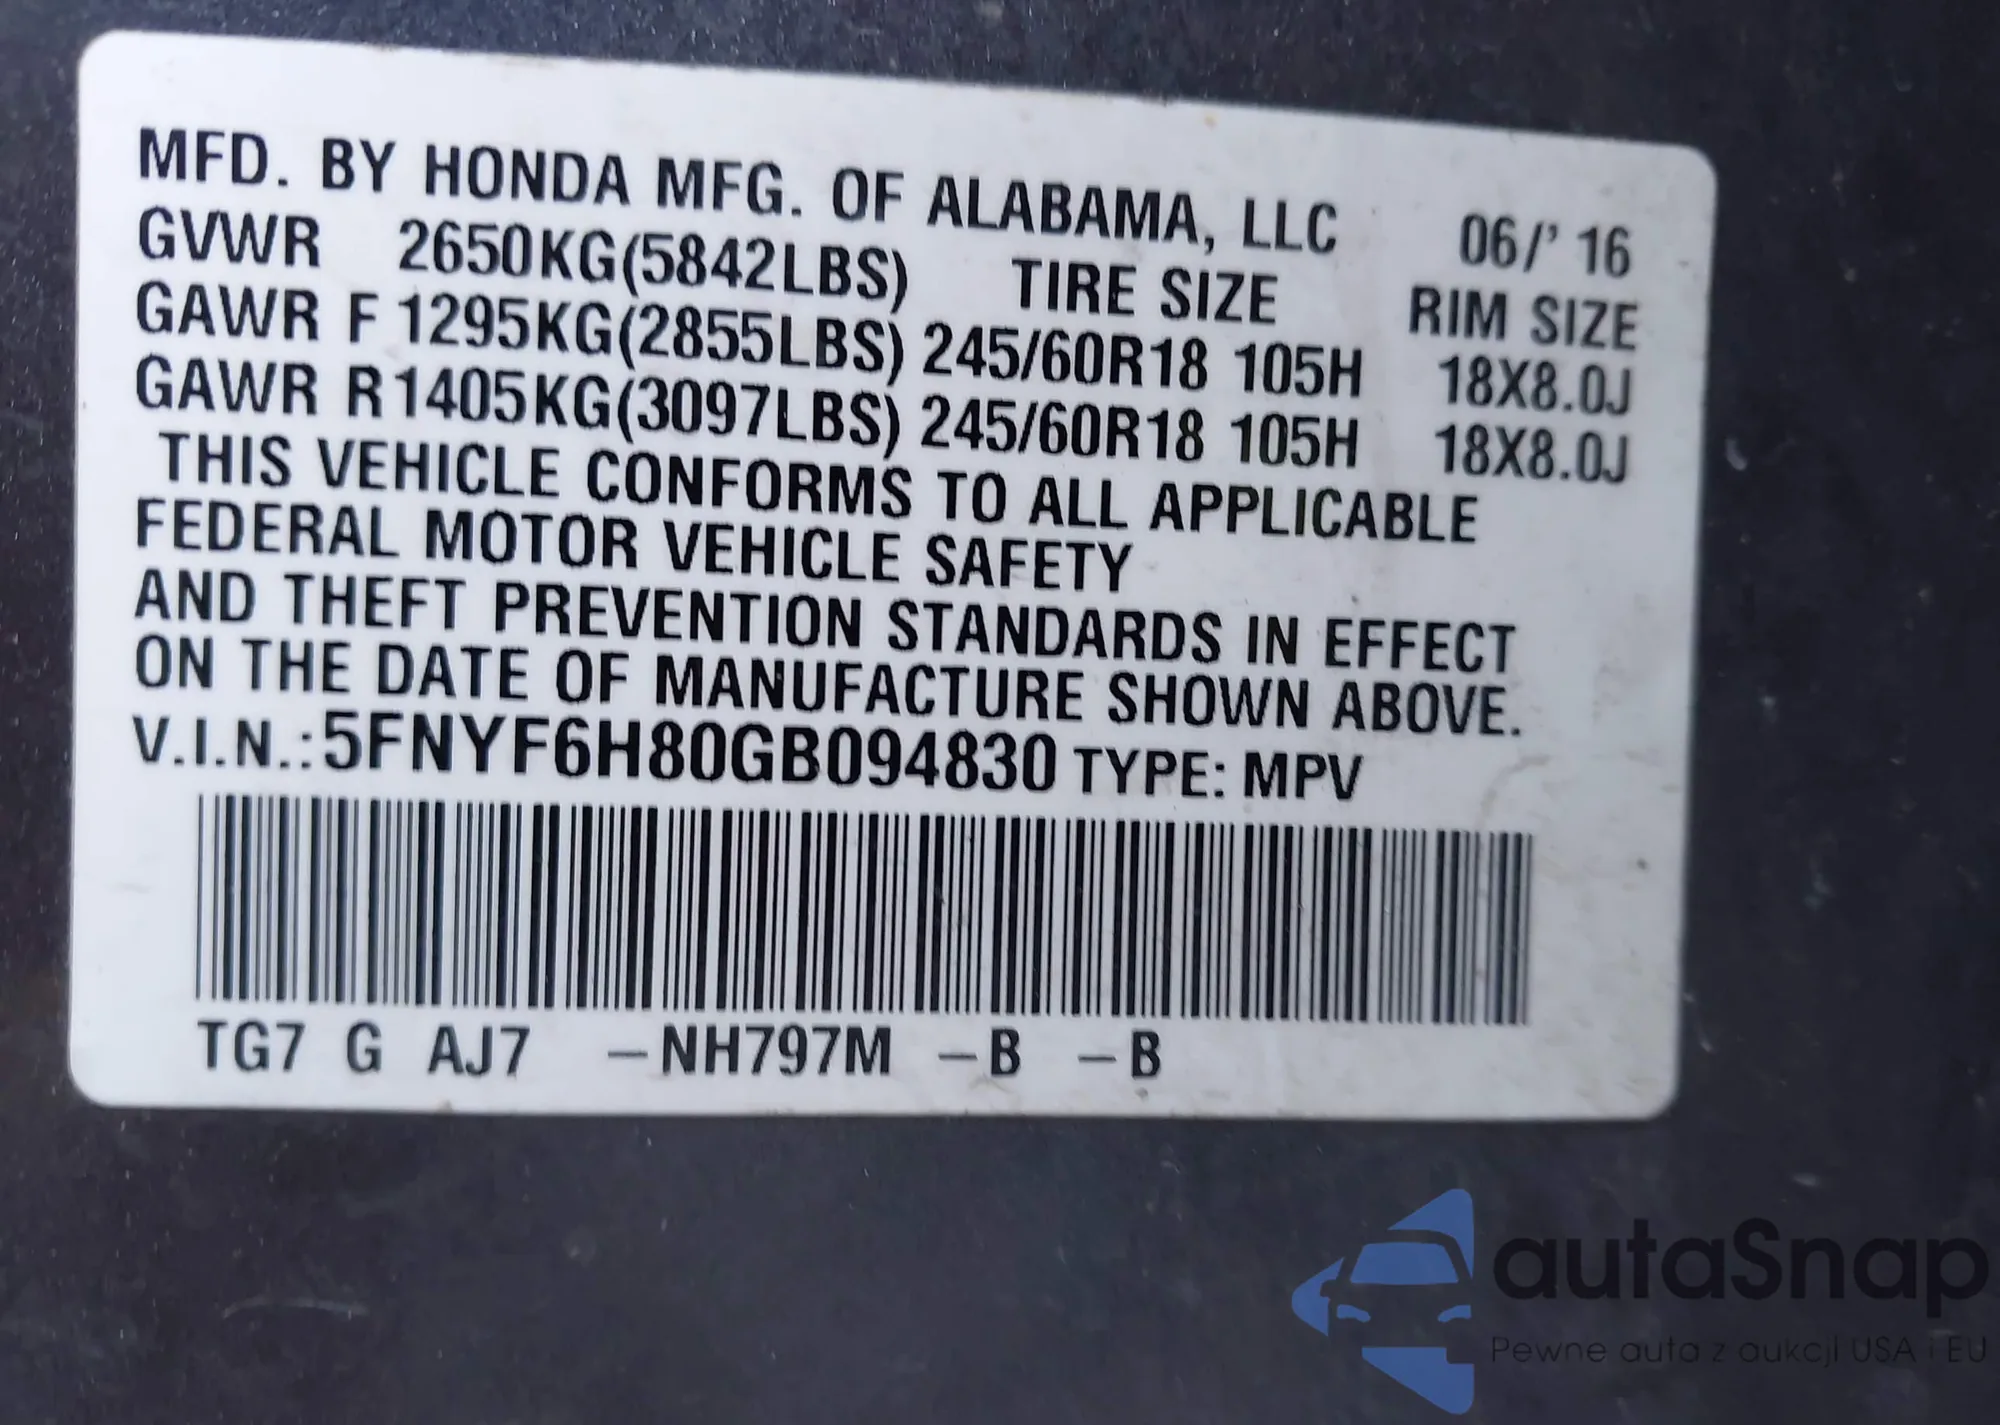 MFD. BY HONDA MFG. OF ALABAMA, LLC 06/' 16
GVWR 2650KG(5842LBS) TIRE SIZE RIM SIZE
GAWR F 1295KG(2855LBS) 245/60R18 105H 18X8.0J
GAWR R 1405KG(3097LBS) 245/60R18 105H 18X8.0J
THIS VEHICLE CONFORMS TO ALL APPLICABLE
FEDERAL MOTOR VEHICLE SAFETY
AND THEFT PREVENTION STANDARDS IN EFFECT
ON THE DATE OF MANUFACTURE SHOWN ABOVE.
V.I.N.:5FNYF6H80GB094830 TYPE: MPV
TG7 G AJ7 –NH797M –B –B
autaSnap
Pewne auta z aukcji USA i EU